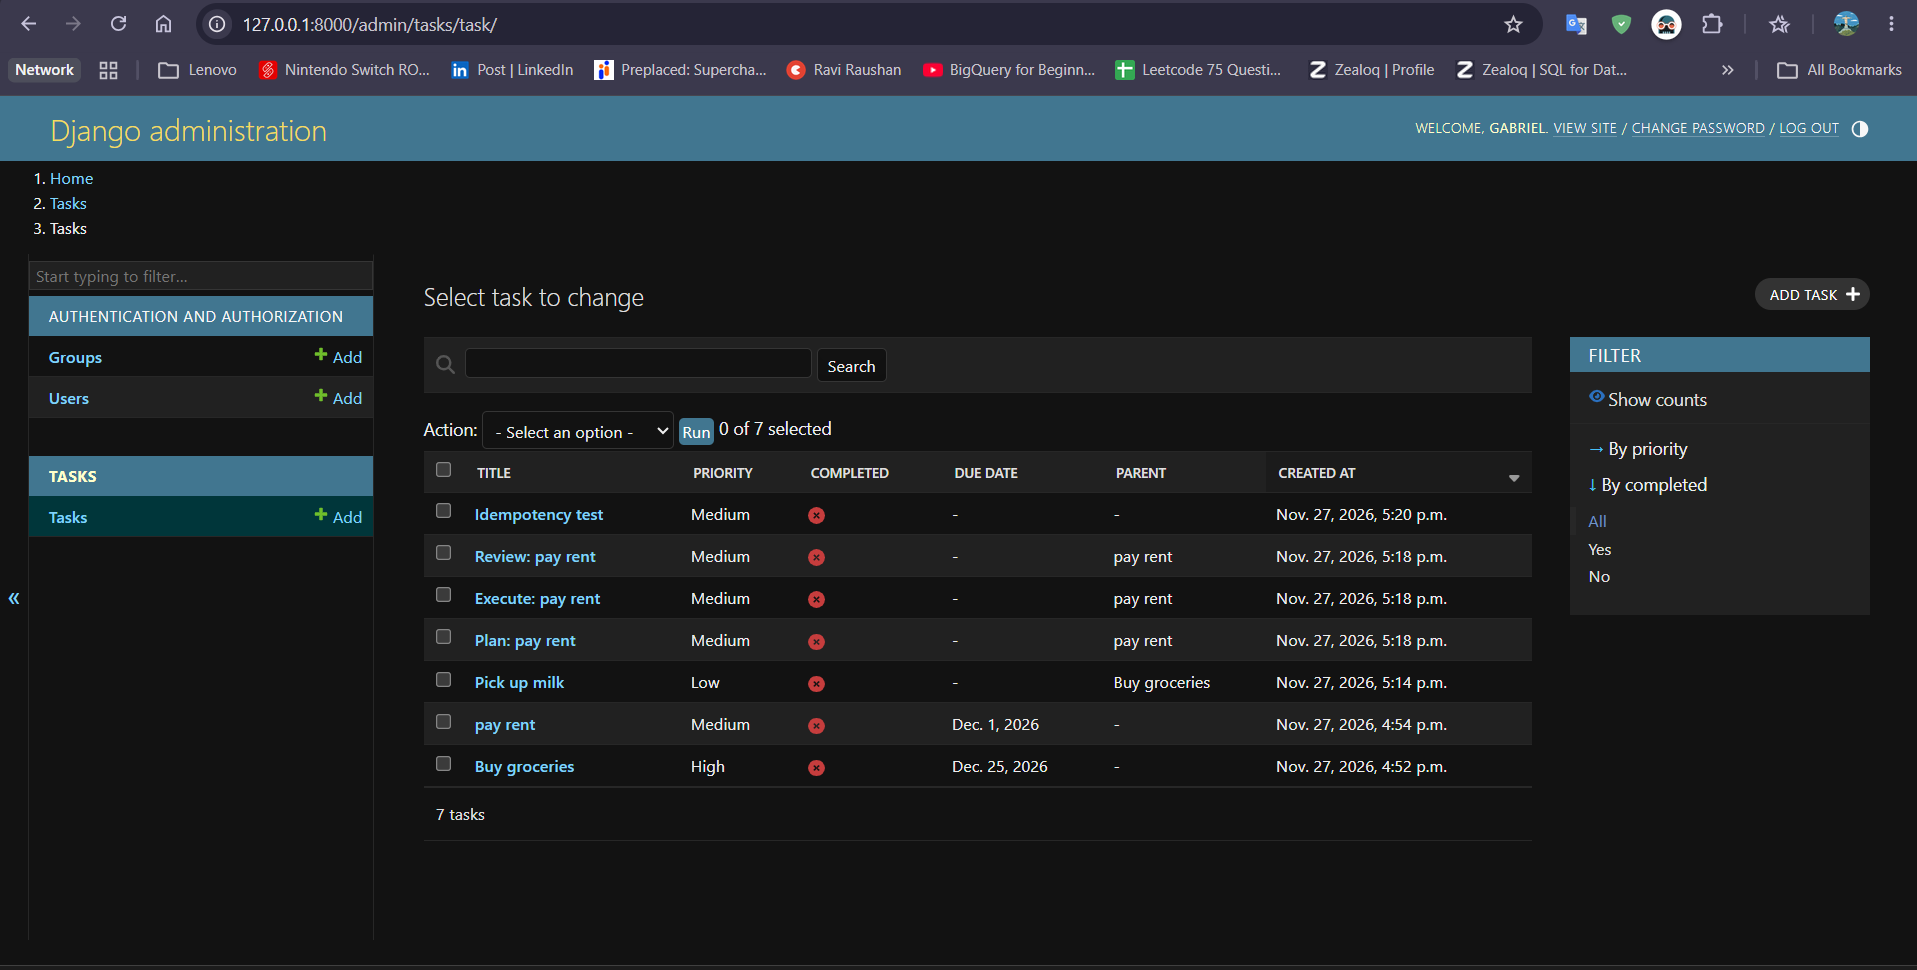 127.0.0.1:8000/admin/tasks/task/
Network Lenovo Nintendo Switch RO... Post | LinkedIn Preplaced: Supercha... Ravi Raushan BigQuery for Beginn... Leetcode 75 Questi... Zealoq | Profile Zealoq | SQL for Dat... » All Bookmarks
Django administration
WELCOME, GABRIEL. VIEW SITE / CHANGE PASSWORD / LOG OUT
1. Home
2. Tasks
3. Tasks
Start typing to filter...
AUTHENTICATION AND AUTHORIZATION
Groups + Add
Users + Add
TASKS
Tasks + Add
«
Select task to change
ADD TASK +
Search
Action: - Select an option - Run 0 of 7 selected
TITLE PRIORITY COMPLETED DUE DATE PARENT CREATED AT
Idempotency test Medium - - Nov. 27, 2026, 5:20 p.m.
Review: pay rent Medium - pay rent Nov. 27, 2026, 5:18 p.m.
Execute: pay rent Medium - pay rent Nov. 27, 2026, 5:18 p.m.
Plan: pay rent Medium - pay rent Nov. 27, 2026, 5:18 p.m.
Pick up milk Low - Buy groceries Nov. 27, 2026, 5:14 p.m.
pay rent Medium Dec. 1, 2026 - Nov. 27, 2026, 4:54 p.m.
Buy groceries High Dec. 25, 2026 - Nov. 27, 2026, 4:52 p.m.
7 tasks
FILTER
Show counts
→ By priority
↓ By completed
All
Yes
No